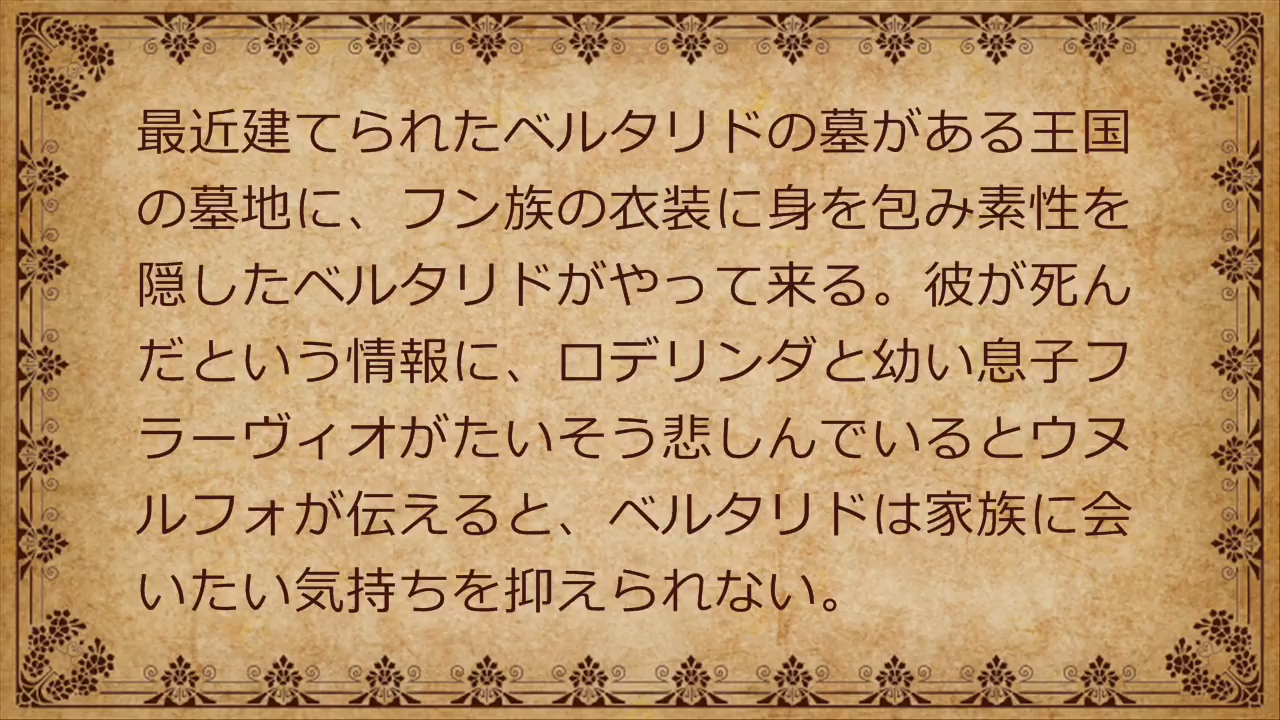 最近建てられたベルタリドの墓がある王国
の墓地に、フン族の衣装に身を包み素性を
隠したベルタリドがやって来る。彼が死ん
だという情報に、ロデリンダと幼い息子フ
ラーヴィオがたいそう悲しんでいるとウヌ
ルフォが伝えると、ベルタリドは家族に会
いたい気持ちを抑えられない。